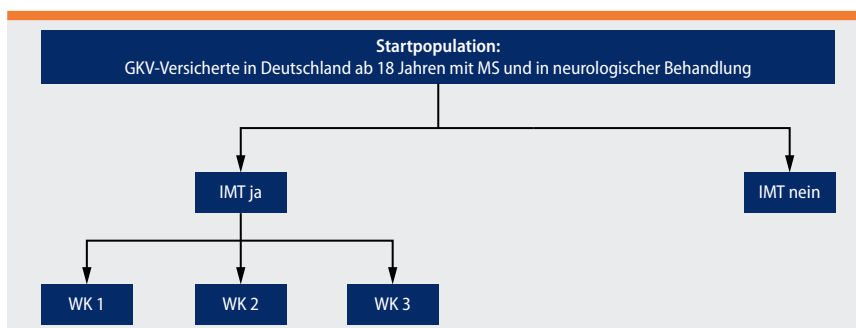 Startpopulation:
GKV-Versicherte in Deutschland ab 18 Jahren mit MS und in neurologischer Behandlung
IMT ja
IMT nein
WK 1
WK 2
WK 3